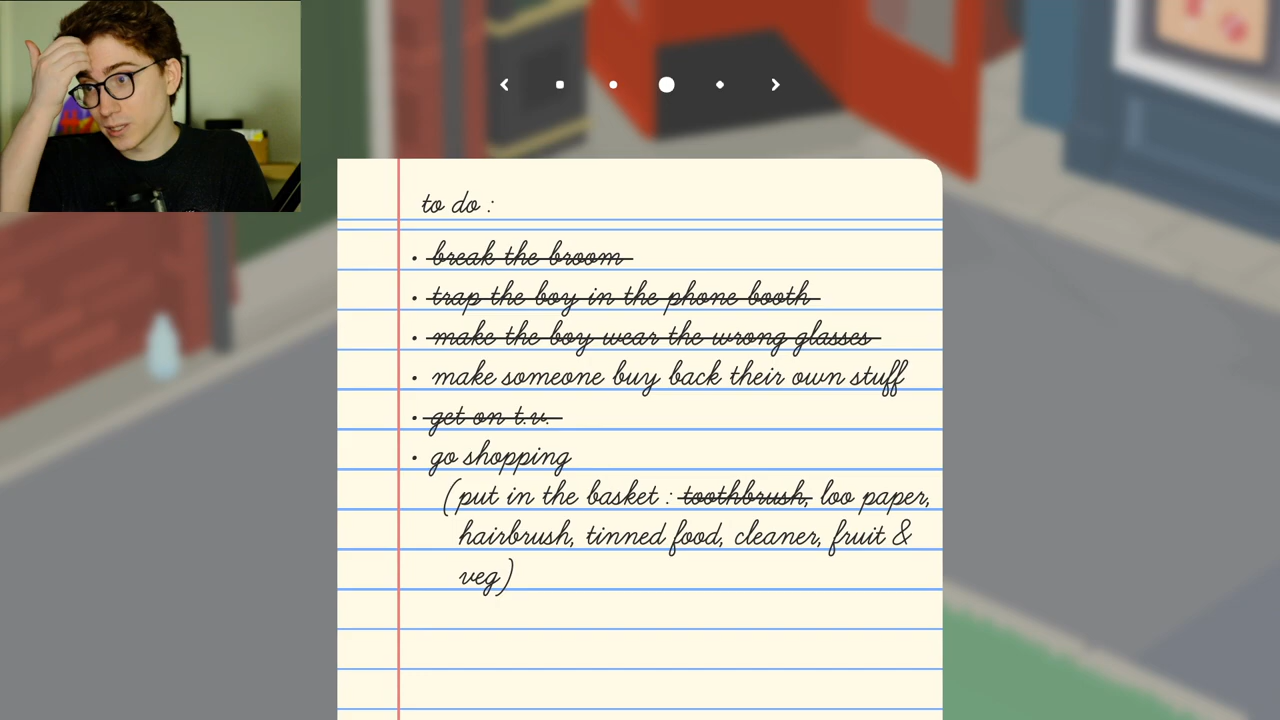 to do :
• break the broom
• trap the boy in the phone booth
• make the boy wear the wrong glasses
• make someone buy back their own stuff
• get on t.v.
• go shopping
(put in the basket : toothbrush, loo paper,
hairbrush, tinned food, cleaner, fruit &
veg)